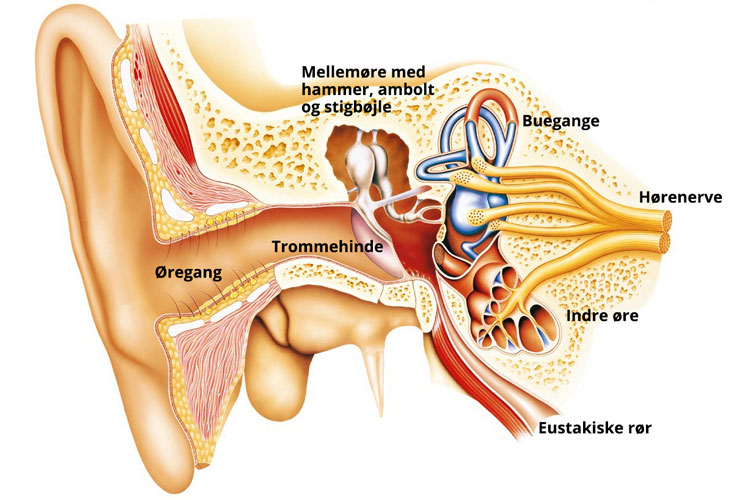 Mellemøre med
hammer, ambolt
og stigbøjle
Buegange
Hørenerve
Trommehinde
Øregang
Indre øre
Eustakiske rør